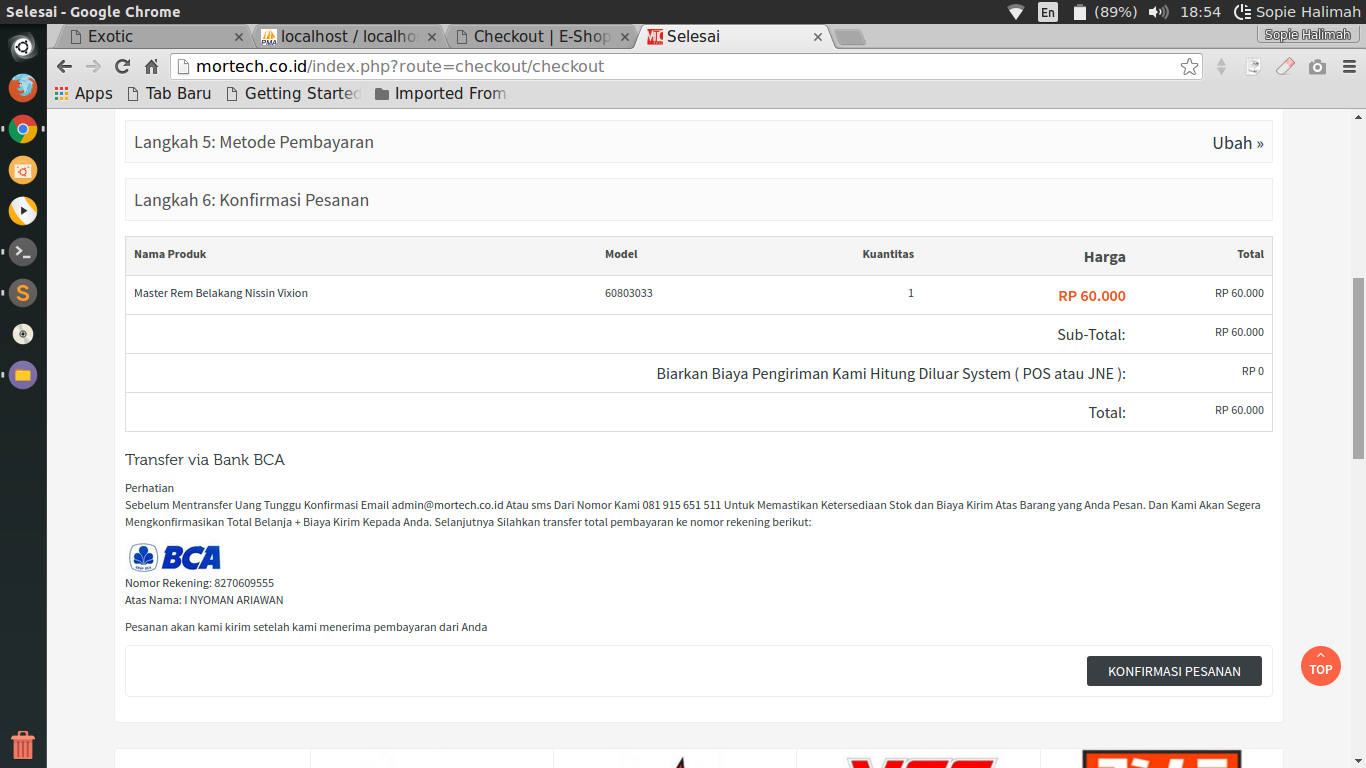 Selesai - Google Chrome
En (89%) 18:54 Sopie Halimah
Exotic
localhost / localho
Checkout | E-Shop
Selesai
Sopie Halimah
mortech.co.id/index.php?route=checkout/checkout
Apps Tab Baru Getting Started Imported From
Langkah 5: Metode Pembayaran
Ubah »
Langkah 6: Konfirmasi Pesanan
Nama Produk Model Kuantitas Harga Total
Master Rem Belakang Nissin Vixion 60803033 1 RP 60.000 RP 60.000
Sub-Total: RP 60.000
Biarkan Biaya Pengiriman Kami Hitung Diluar System ( POS atau JNE ): RP 0
Total: RP 60.000
Transfer via Bank BCA
Perhatian
Sebelum Mentransfer Uang Tunggu Konfirmasi Email admin@mortech.co.id Atau sms Dari Nomor Kami 081 915 651 511 Untuk Memastikan Ketersediaan Stok dan Biaya Kirim Atas Barang yang Anda Pesan. Dan Kami Akan Segera
Mengkonfirmasikan Total Belanja + Biaya Kirim Kepada Anda. Selanjutnya Silahkan transfer total pembayaran ke nomor rekening berikut:
BCA
Nomor Rekening: 8270609555
Atas Nama: I NYOMAN ARIAWAN
Pesanan akan kami kirim setelah kami menerima pembayaran dari Anda
KONFIRMASI PESANAN
TOP